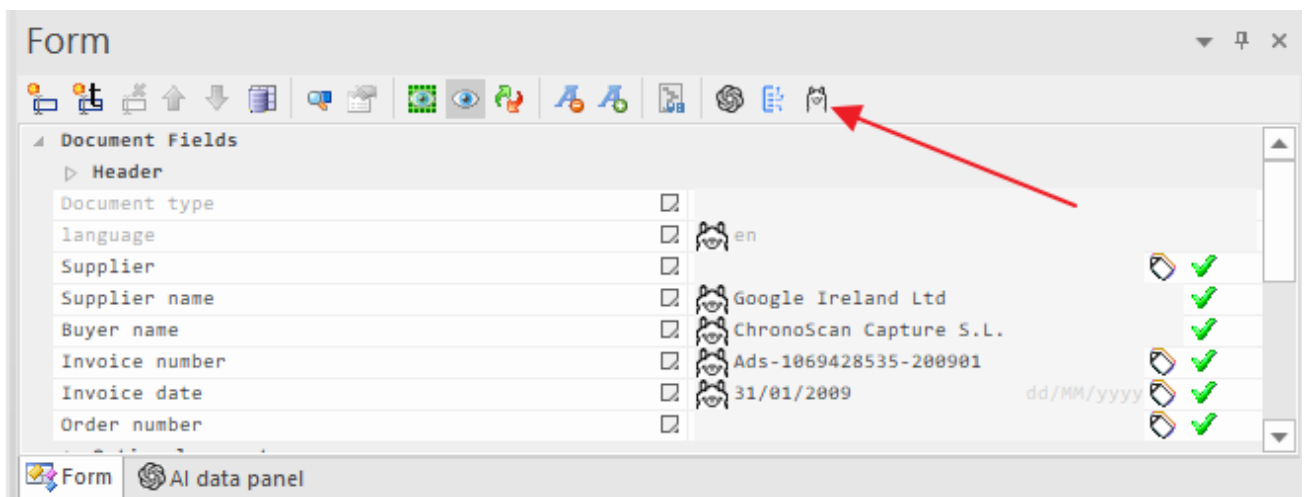 Form
Document Fields
Header
Document type
language en
Supplier
Supplier name Google Ireland Ltd
Buyer name ChronoScan Capture S.L.
Invoice number Ads-1069428535-200901
Invoice date 31/01/2009 dd/MM/yyyy
Order number
Form AI data panel